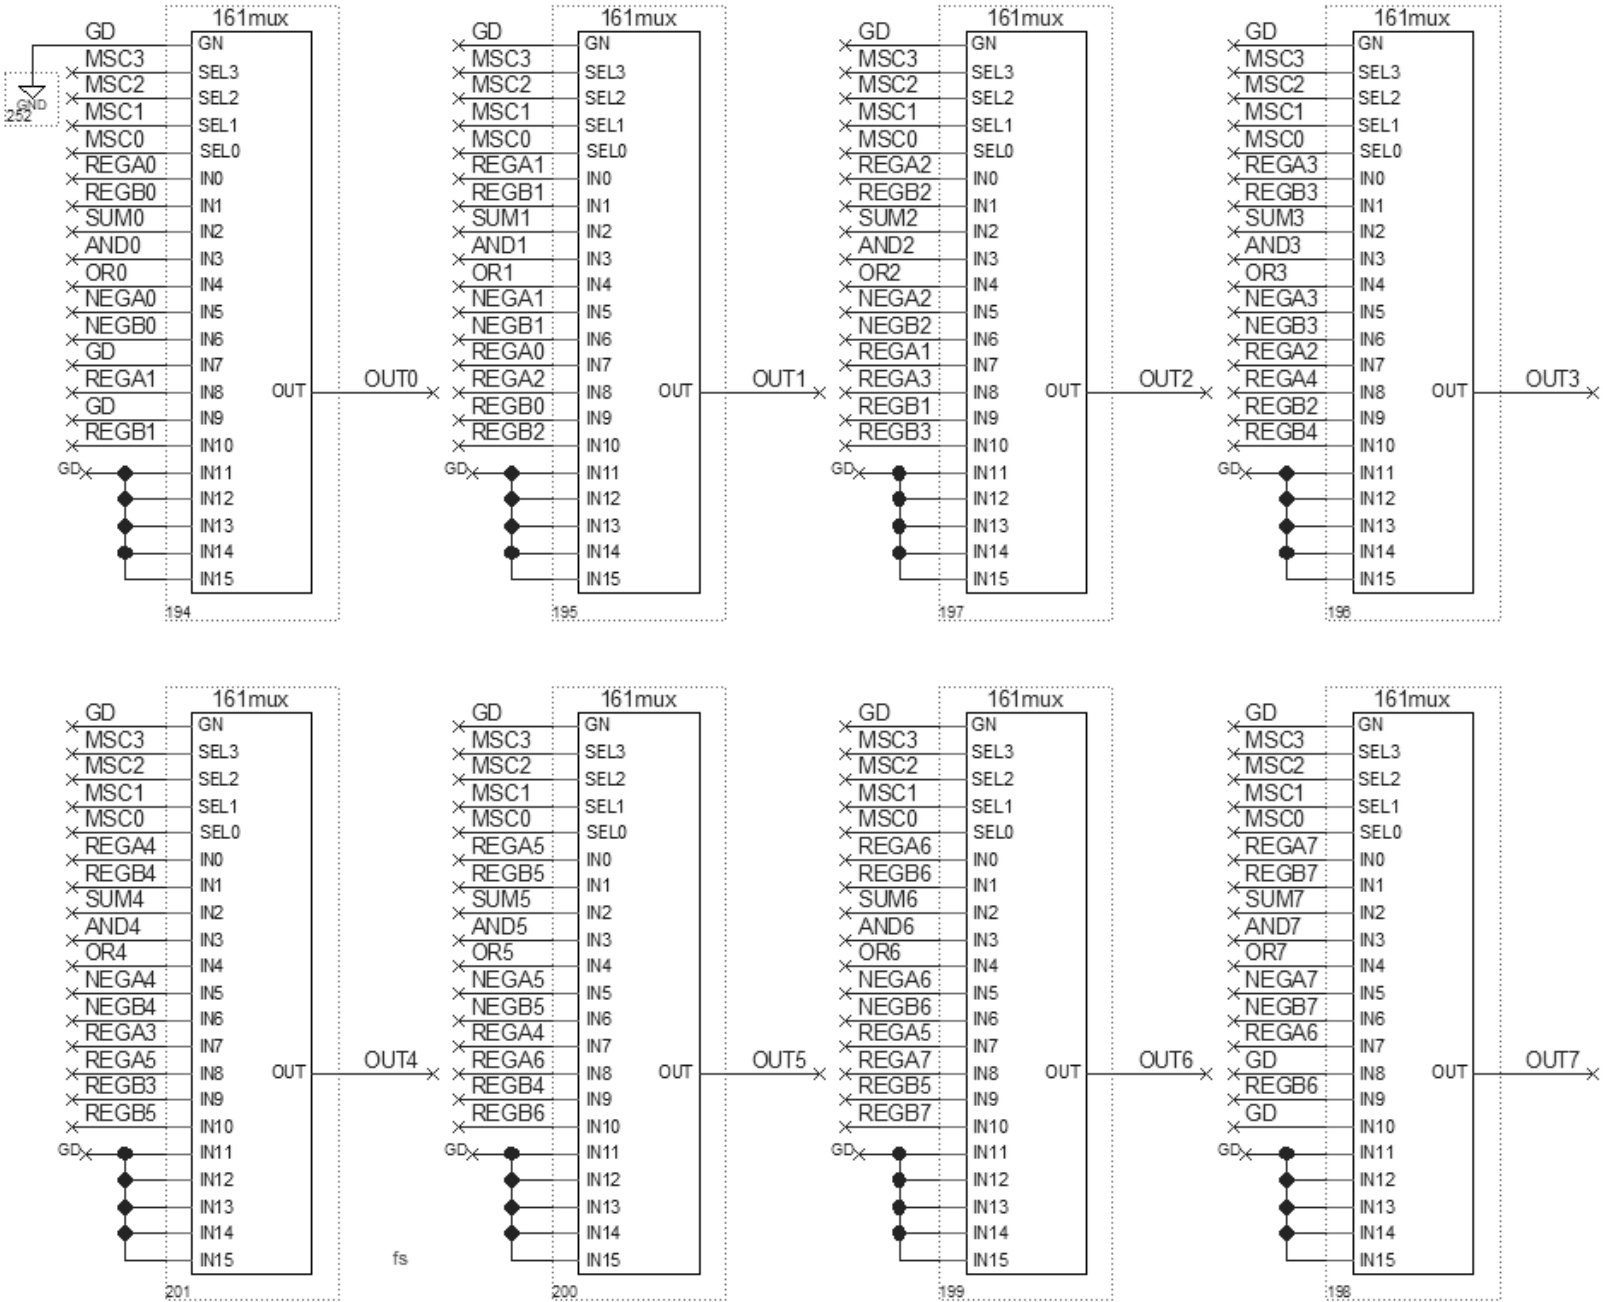 161mux
GD GN
MSC3 SEL3
MSC2 SEL2
MSC1 SEL1
MSC0 SEL0
REGA0 IN0
REGB0 IN1
SUM0 IN2
AND0 IN3
OR0 IN4
NEGA0 IN5
NEGB0 IN6
GD IN7
REGA1 IN8 OUT OUT0
GD IN9
REGB1 IN10
GD IN11
IN12
IN13
IN14
IN15
194
GND
252
161mux
GD GN
MSC3 SEL3
MSC2 SEL2
MSC1 SEL1
MSC0 SEL0
REGA1 IN0
REGB1 IN1
SUM1 IN2
AND1 IN3
OR1 IN4
NEGA1 IN5
NEGB1 IN6
REGA0 IN7
REGA2 IN8 OUT OUT1
REGB0 IN9
REGB2 IN10
GD IN11
IN12
IN13
IN14
IN15
195
161mux
GD GN
MSC3 SEL3
MSC2 SEL2
MSC1 SEL1
MSC0 SEL0
REGA2 IN0
REGB2 IN1
SUM2 IN2
AND2 IN3
OR2 IN4
NEGA2 IN5
NEGB2 IN6
REGA1 IN7
REGA3 IN8 OUT OUT2
REGB1 IN9
REGB3 IN10
GD IN11
IN12
IN13
IN14
IN15
197
161mux
GD GN
MSC3 SEL3
MSC2 SEL2
MSC1 SEL1
MSC0 SEL0
REGA3 IN0
REGB3 IN1
SUM3 IN2
AND3 IN3
OR3 IN4
NEGA3 IN5
NEGB3 IN6
REGA2 IN7
REGA4 IN8 OUT OUT3
REGB2 IN9
REGB4 IN10
GD IN11
IN12
IN13
IN14
IN15
196
161mux
GD GN
MSC3 SEL3
MSC2 SEL2
MSC1 SEL1
MSC0 SEL0
REGA4 IN0
REGB4 IN1
SUM4 IN2
AND4 IN3
OR4 IN4
NEGA4 IN5
NEGB4 IN6
REGA3 IN7
REGA5 IN8 OUT OUT4
REGB3 IN9
REGB5 IN10
GD IN11
IN12
IN13
IN14
IN15
201
fs
161mux
GD GN
MSC3 SEL3
MSC2 SEL2
MSC1 SEL1
MSC0 SEL0
REGA5 IN0
REGB5 IN1
SUM5 IN2
AND5 IN3
OR5 IN4
NEGA5 IN5
NEGB5 IN6
REGA4 IN7
REGA6 IN8 OUT OUT5
REGB4 IN9
REGB6 IN10
GD IN11
IN12
IN13
IN14
IN15
200
161mux
GD GN
MSC3 SEL3
MSC2 SEL2
MSC1 SEL1
MSC0 SEL0
REGA6 IN0
REGB6 IN1
SUM6 IN2
AND6 IN3
OR6 IN4
NEGA6 IN5
NEGB6 IN6
REGA5 IN7
REGA7 IN8 OUT OUT6
REGB5 IN9
REGB7 IN10
GD IN11
IN12
IN13
IN14
IN15
199
161mux
GD GN
MSC3 SEL3
MSC2 SEL2
MSC1 SEL1
MSC0 SEL0
REGA7 IN0
REGB7 IN1
SUM7 IN2
AND7 IN3
OR7 IN4
NEGA7 IN5
NEGB7 IN6
REGA6 IN7
GD IN8 OUT OUT7
REGB6 IN9
GD IN10
GD IN11
IN12
IN13
IN14
IN15
198